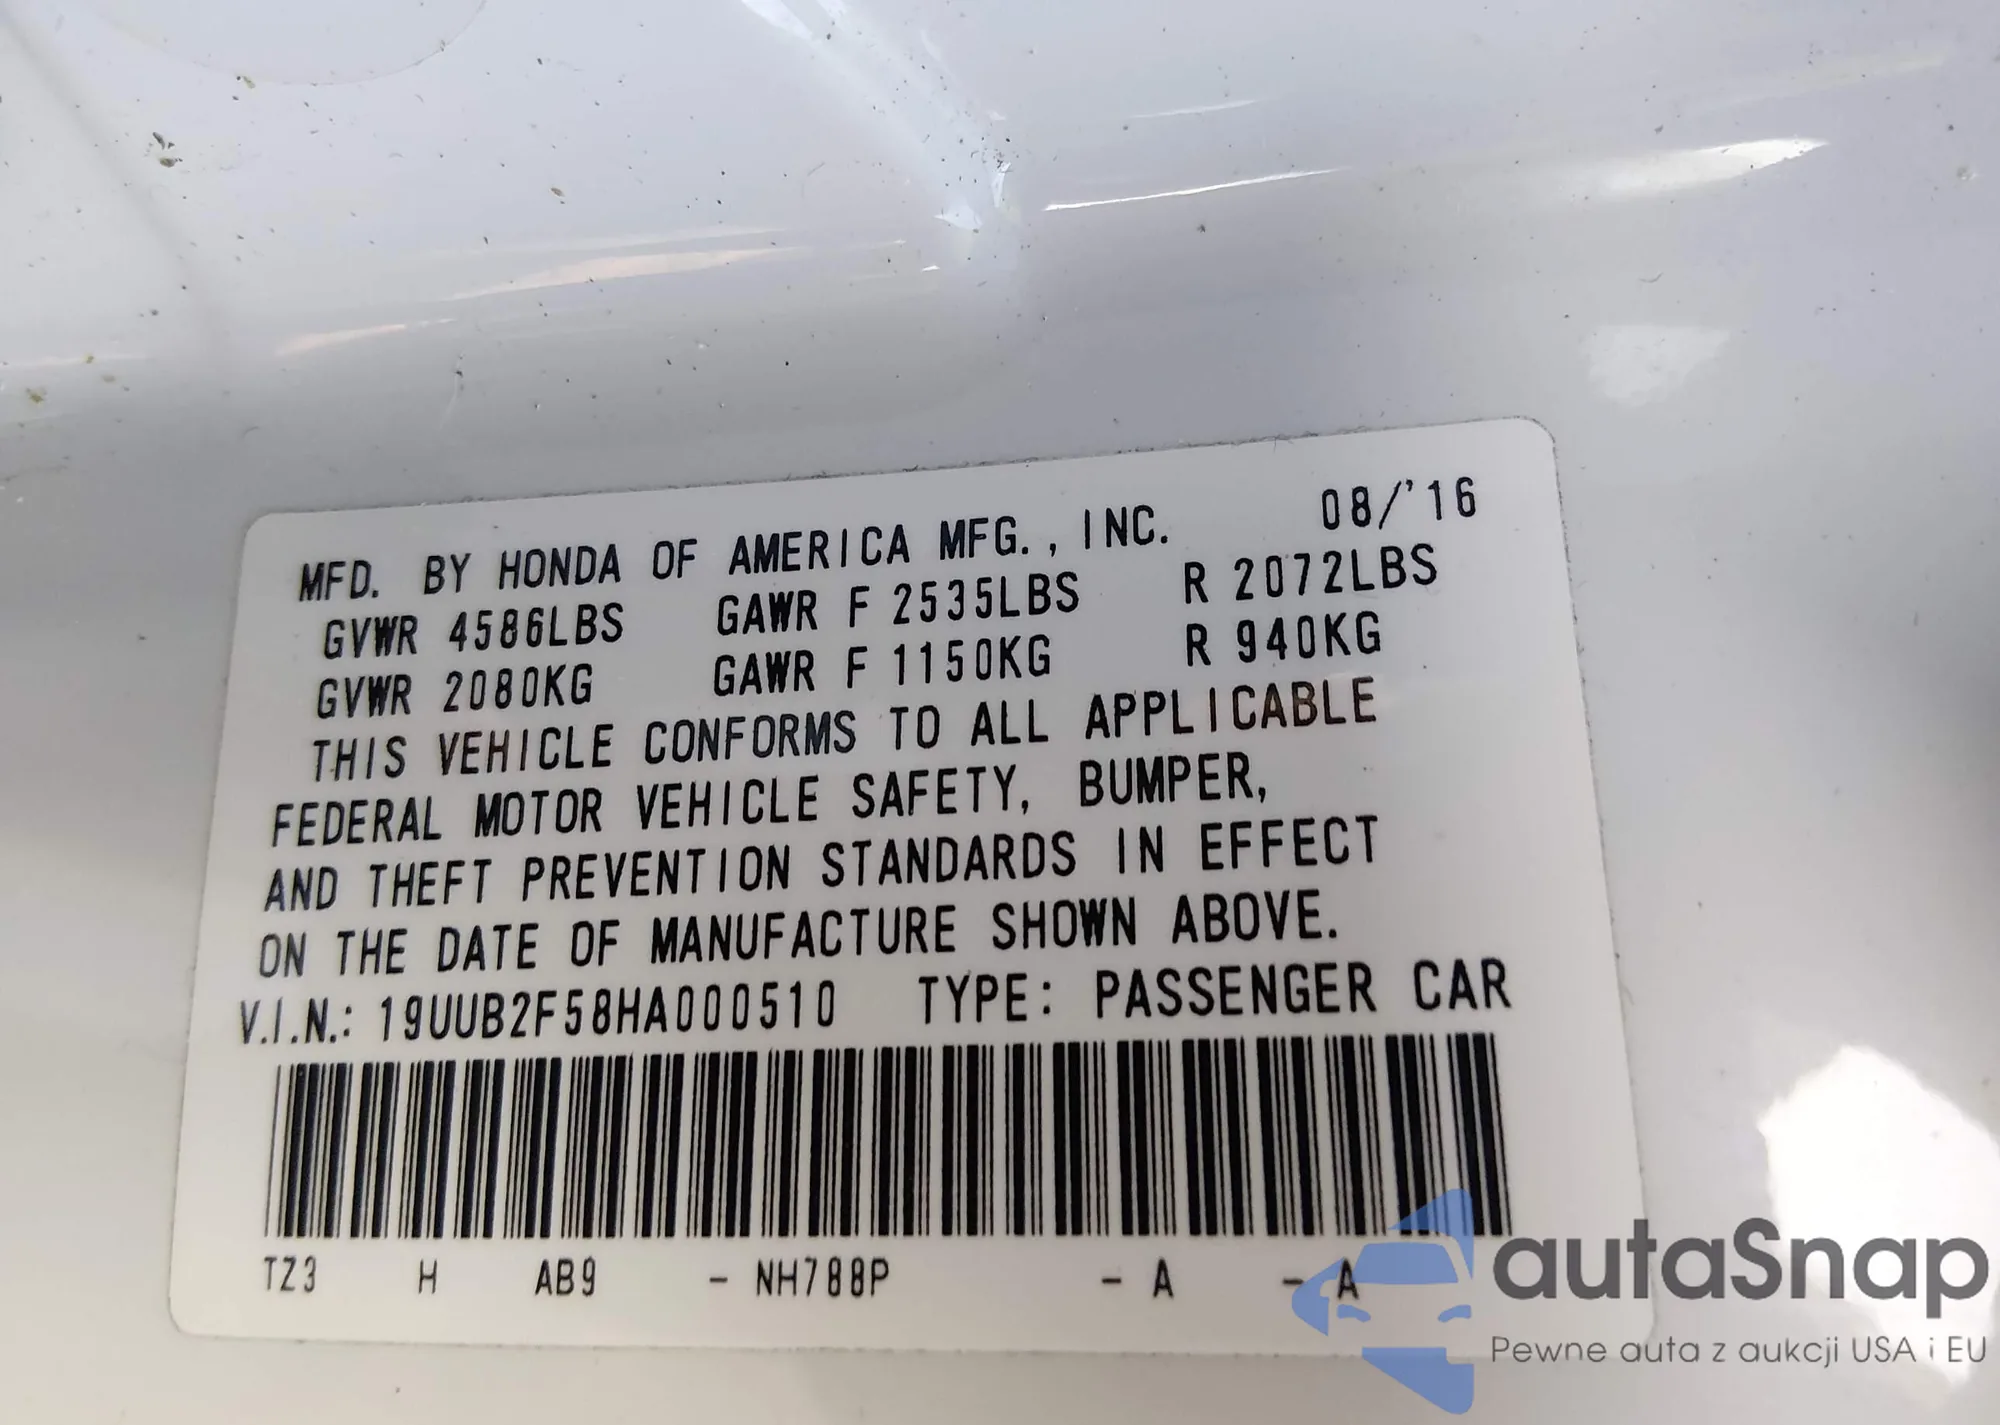 MFD. BY HONDA OF AMERICA MFG., INC. 08/'16
GVWR 4586LBS GAWR F 2535LBS R 2072LBS
GVWR 2080KG GAWR F 1150KG R 940KG
THIS VEHICLE CONFORMS TO ALL APPLICABLE
FEDERAL MOTOR VEHICLE SAFETY, BUMPER,
AND THEFT PREVENTION STANDARDS IN EFFECT
ON THE DATE OF MANUFACTURE SHOWN ABOVE.
V.I.N.: 19UUB2F58HA000510 TYPE: PASSENGER CAR
TZ3 H AB9 - NH788P - A - A
autaSnap
Pewne auta z aukcji USA i EU